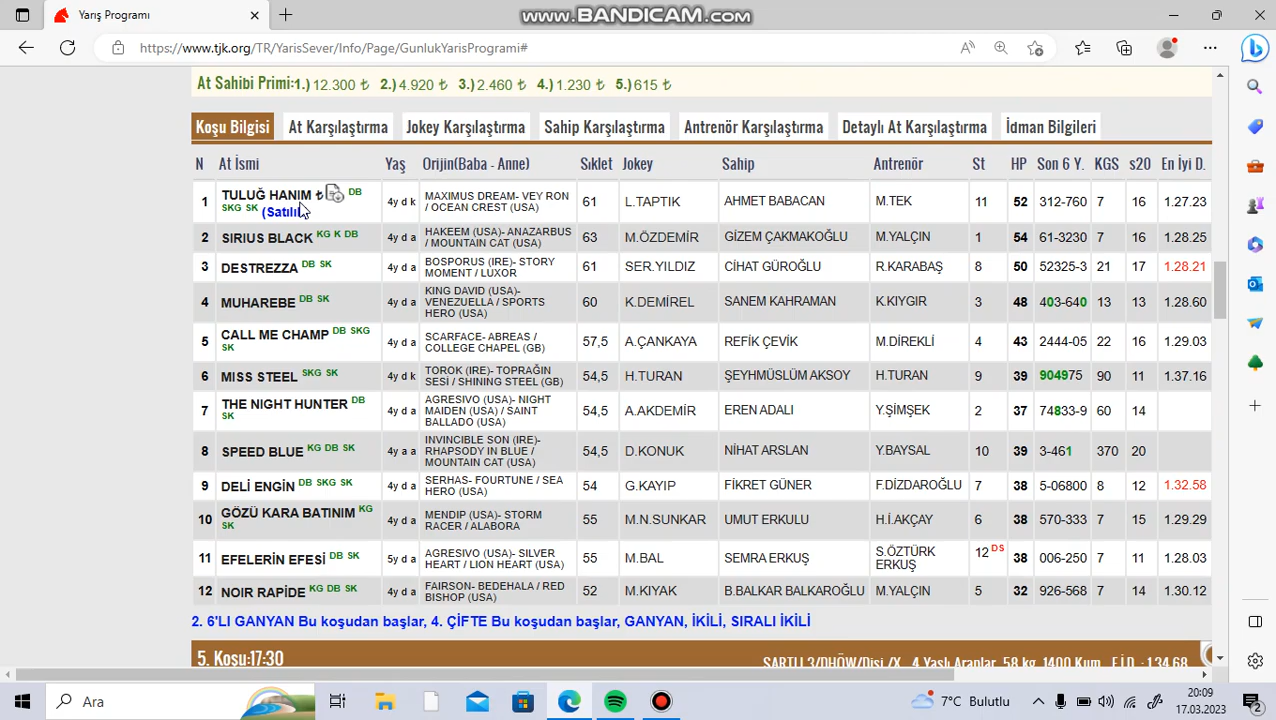 www.BANDICAM.com
Yarış Programı
https://www.tjk.org/TR/YarisSever/Info/Page/GunlukYarisProgrami#
At Sahibi Primi:1.) 12.300 ₺ 2.) 4.920 ₺ 3.) 2.460 ₺ 4.) 1.230 ₺ 5.) 615 ₺
Koşu Bilgisi At Karşılaştırma Jokey Karşılaştırma Sahip Karşılaştırma Antrenör Karşılaştırma Detaylı At Karşılaştırma İdman Bilgileri
N At İsmi Yaş Orijin(Baba - Anne) Sıklet Jokey Sahip Antrenör St HP Son 6 Y. KGS s20 En İyi D.
1 TULUĞ HANIM ₺ DB SKG SK 4y d k MAXIMUS DREAM- VEY RON / OCEAN CREST (USA) 61 L.TAPTIK AHMET BABACAN M.TEK 11 52 312-760 7 16 1.27.23
2 SIRIUS BLACK KG K DB 4y d a HAKEEM (USA)- ANAZARBUS / MOUNTAIN CAT (USA) 63 M.ÖZDEMİR GİZEM ÇAKMAKOĞLU M.YALÇIN 1 54 61-3230 7 16 1.28.25
3 DESTREZZA DB SK 4y d a BOSPORUS (IRE)- STORY MOMENT / LUXOR 61 SER.YILDIZ CİHAT GÜROĞLU R.KARABAŞ 8 50 52325-3 21 17 1.28.21
4 MUHAREBE DB SK 4y d a KING DAVID (USA)- VENEZUELLA / SPORTS HERO (USA) 60 K.DEMİREL SANEM KAHRAMAN K.KIYGIR 3 48 403-640 13 13 1.28.60
5 CALL ME CHAMP DB SKG SK 4y d a SCARFACE- ABREAS / COLLEGE CHAPEL (GB) 57,5 A.ÇANKAYA REFİK ÇEVİK M.DİREKLİ 4 43 2444-05 22 16 1.29.03
6 MISS STEEL SKG SK 4y d k TOROK (IRE)- TOPRAĞIN SESİ / SHINING STEEL (GB) 54,5 H.TURAN ŞEYHMÜSLÜM AKSOY H.TURAN 9 39 904975 90 11 1.37.16
7 THE NIGHT HUNTER DB SK 4y d a AGRESIVO (USA)- NIGHT MAIDEN (USA) / SAINT BALLADO (USA) 54,5 A.AKDEMİR EREN ADALI Y.ŞİMŞEK 2 37 74833-9 60 14
8 SPEED BLUE KG DB SK 4y a a INVINCIBLE SON (IRE)- RHAPSODY IN BLUE / MOUNTAIN CAT (USA) 54,5 D.KONUK NİHAT ARSLAN Y.BAYSAL 10 39 3-461 370 20
9 DELİ ENGİN DB SKG SK 4y d a SERHAS- FOURTUNE / SEA HERO (USA) 54 G.KAYIP FİKRET GÜNER F.DİZDAROĞLU 7 38 5-06800 8 12 1.32.58
10 GÖZÜ KARA BATINIM KG SK 4y d a MENDIP (USA)- STORM RACER / ALABORA 55 M.N.SUNKAR UMUT ERKULU H.İ.AKÇAY 6 38 570-333 7 15 1.29.29
11 EFELERİN EFESİ DB SK 5y d a AGRESIVO (USA)- SILVER HEART / LION HEART (USA) 55 M.BAL SEMRA ERKUŞ S.ÖZTÜRK ERKUŞ 12 DS 38 006-250 7 11 1.28.03
12 NOIR RAPİDE KG DB SK 4y d a FAIRSON- BEDEHALA / RED BISHOP (USA) 52 M.KIYAK B.BALKAR BALKAROĞLU M.YALÇIN 5 32 926-568 7 14 1.30.12
2. 6'LI GANYAN Bu koşudan başlar, 4. ÇİFTE Bu koşudan başlar, GANYAN, İKİLİ, SIRALI İKİLİ
5. Koşu:17:30 ŞARTLI 3/DHÖW/Dişi /X, 4 Yaşlı Araplar, 58 kg, 1400 Kum, E.İ.D. :1.34.68
Ara
7°C Bulutlu
20:09
17.03.2023
2